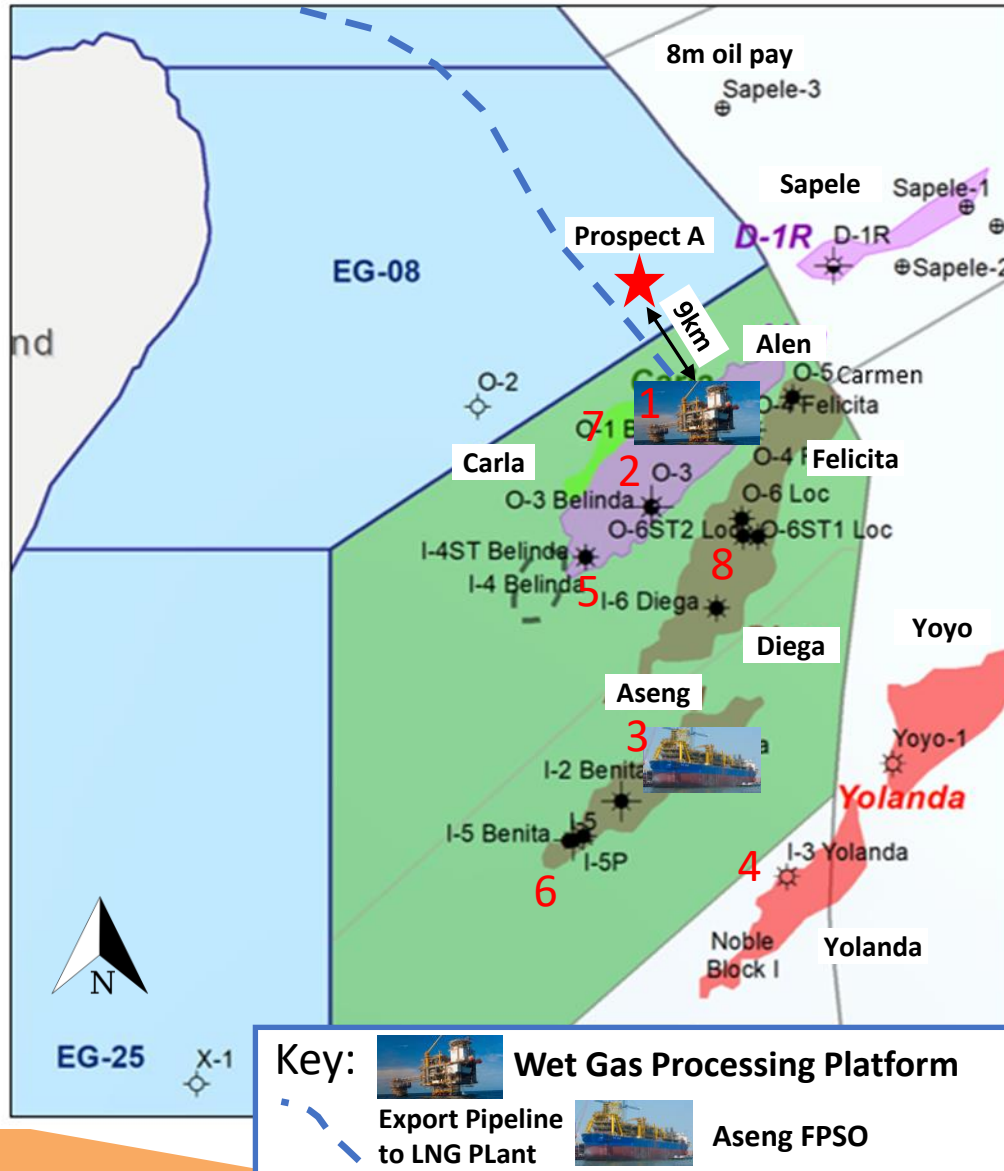 8m oil pay
Sapele-3
Sapele
Sapele-1
Prospect A
D-1R
D-1R
EG-08
Sapele-2
nd
9km
Alen
O-5 Carmen
O-2
1
O-4 Felicita
7
O-1
Carla
2
O-3
Felicita
O-3 Belinda
O-6 Loc
O-6ST2 Loc
O-6ST1 Loc
I-4ST Belinda
8
I-4 Belinda
5
I-6 Diega
Yoyo
Diega
Aseng
3
Yoyo-1
I-2 Benita
Yolanda
I-5
I-5 Benita
I-5P
I-3 Yolanda
4
6
Noble
Block I
Yolanda
N
EG-25
X-1
Key:
Wet Gas Processing Platform
Export Pipeline
to LNG PLant
Aseng FPSO